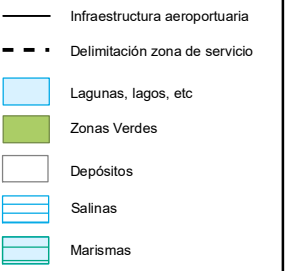 Infraestructura aeroportuaria
Delimitación zona de servicio
Lagunas, lagos, etc
Zonas Verdes
Depósitos
Salinas
Marismas